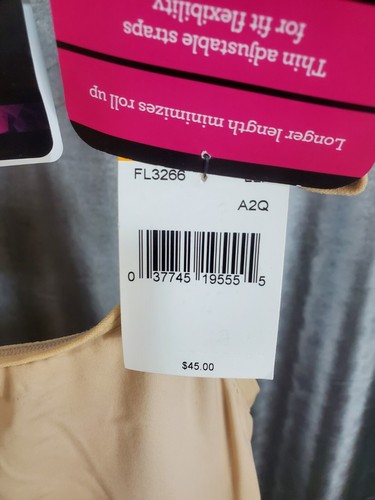 Longer length minimizes roll up
Thin adjustable straps
for fit flexibility
FL3266
A2Q
0 37745 19555 5
$45.00